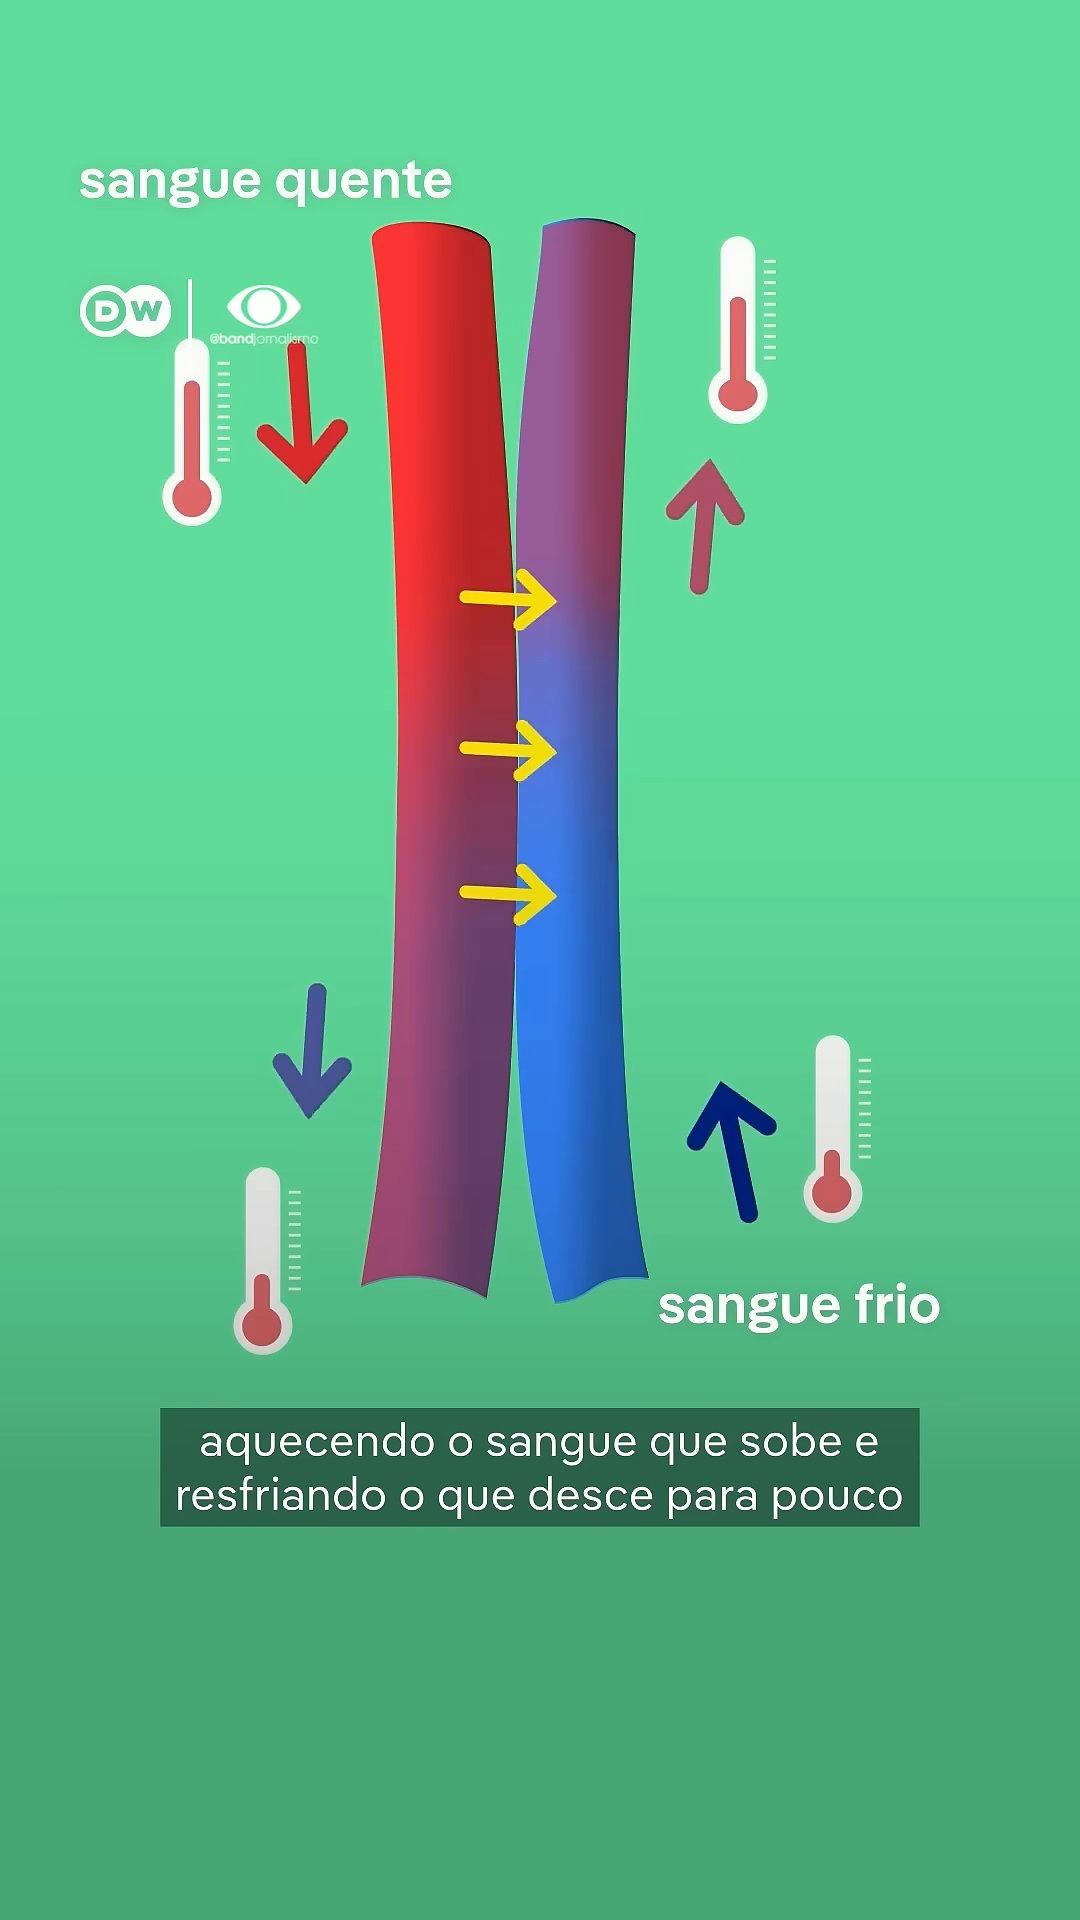 sangue quente
DW
@bandjornalismo
sangue frio
aquecendo o sangue que sobe e
resfriando o que desce para pouco